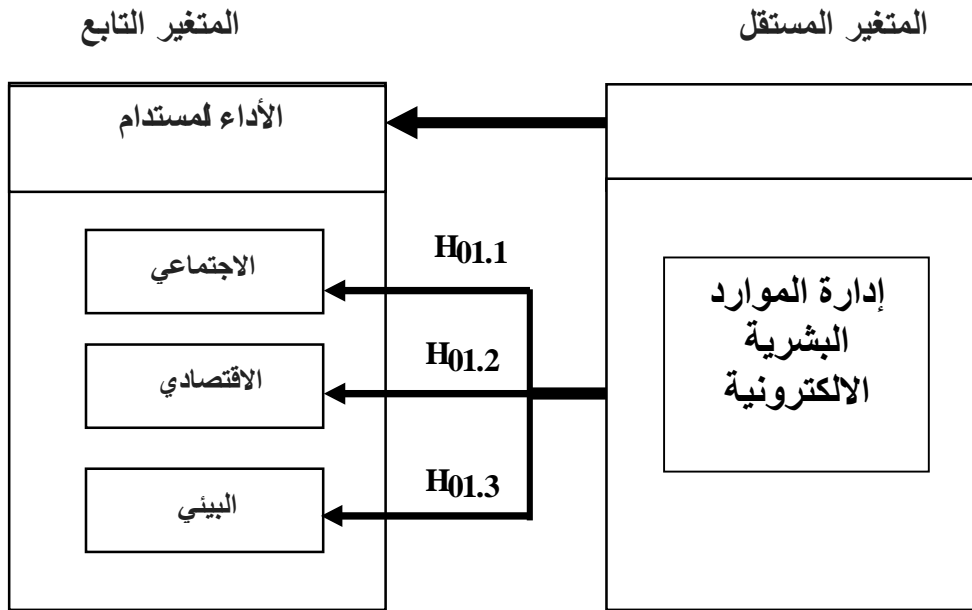 المتغير المستقل
المتغير التابع
الأداء لمستدام
H01.1
الاجتماعي
إدارة الموارد
البشرية
الالكترونية
H01.2
الاقتصادي
H01.3
البيئي